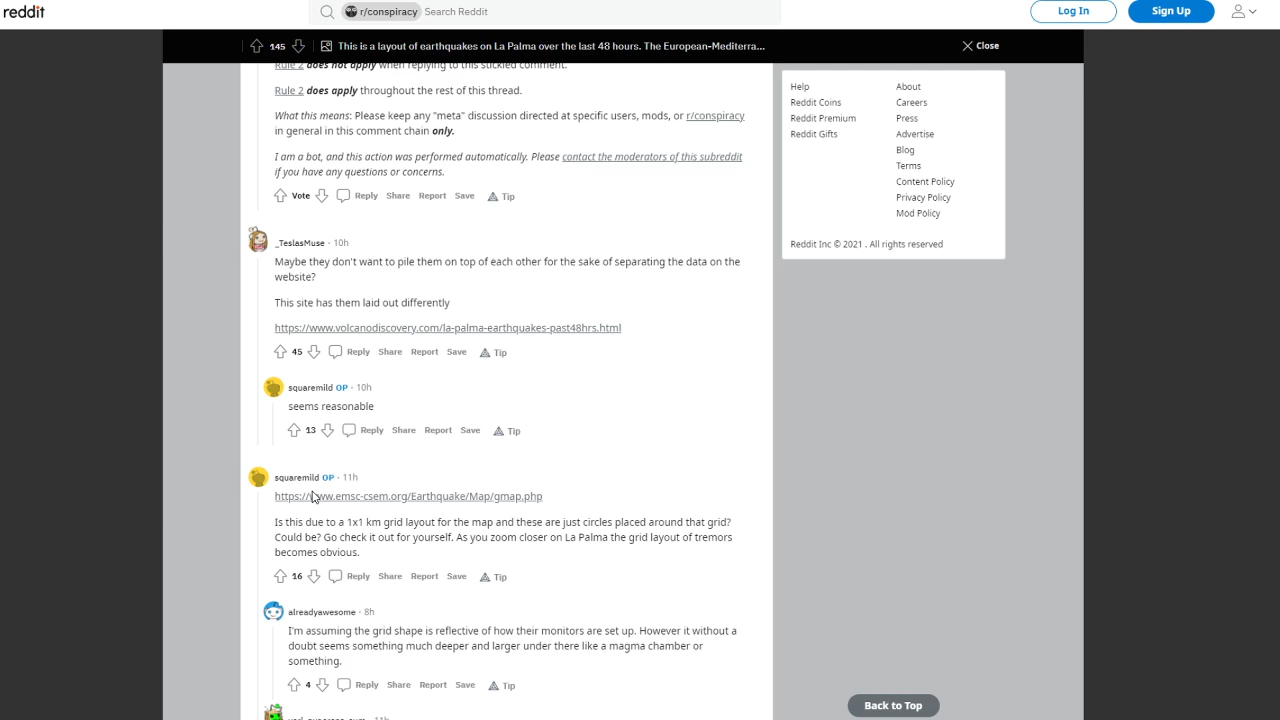 reddit
r/conspiracy Search Reddit
Log In
Sign Up
145
This is a layout of earthquakes on La Palma over the last 48 hours. The European-Mediterra...
Close
Rule 2 does not apply when replying to this stickied comment.
Rule 2 does apply throughout the rest of this thread.
What this means: Please keep any "meta" discussion directed at specific users, mods, or r/conspiracy
in general in this comment chain only.
I am a bot, and this action was performed automatically. Please contact the moderators of this subreddit
if you have any questions or concerns.
Vote Reply Share Report Save Tip
_TeslasMuse · 10h
Maybe they don't want to pile them on top of each other for the sake of separating the data on the
website?
This site has them laid out differently
https://www.volcanodiscovery.com/la-palma-earthquakes-past48hrs.html
45 Reply Share Report Save Tip
squaremild OP · 10h
seems reasonable
13 Reply Share Report Save Tip
squaremild OP · 11h
https://www.emsc-csem.org/Earthquake/Map/gmap.php
Is this due to a 1x1 km grid layout for the map and these are just circles placed around that grid?
Could be? Go check it out for yourself. As you zoom closer on La Palma the grid layout of tremors
becomes obvious.
16 Reply Share Report Save Tip
alreadyawesome · 8h
I'm assuming the grid shape is reflective of how their monitors are set up. However it without a
doubt seems something much deeper and larger under there like a magma chamber or
something.
4 Reply Share Report Save Tip
Help
Reddit Coins
Reddit Premium
Reddit Gifts
About
Careers
Press
Advertise
Blog
Terms
Content Policy
Privacy Policy
Mod Policy
Reddit Inc © 2021 . All rights reserved
Back to Top